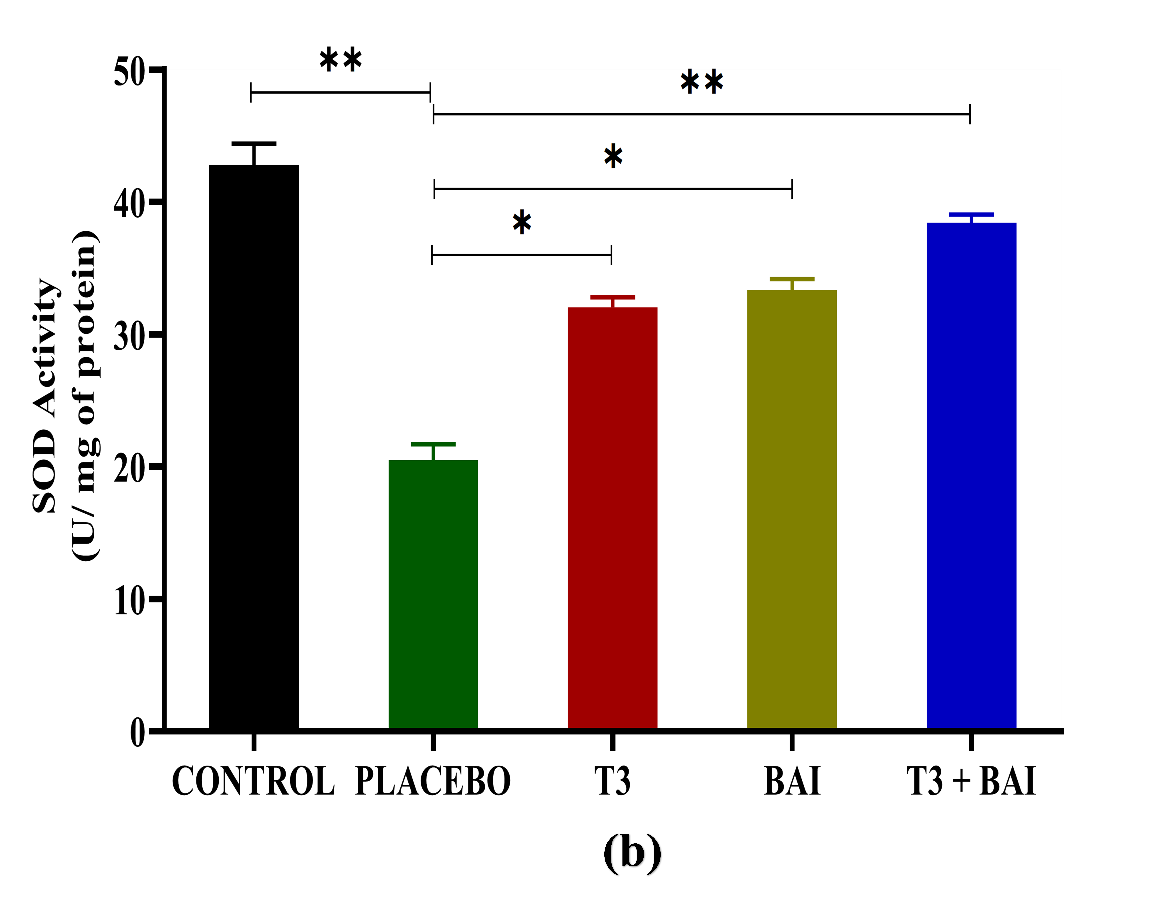 **
50
**
*
40
*
30
20
10
0
SOD Activity
(U/ mg of protein)
CONTROL PLACEBO T3 BAI T3 + BAI
(b)